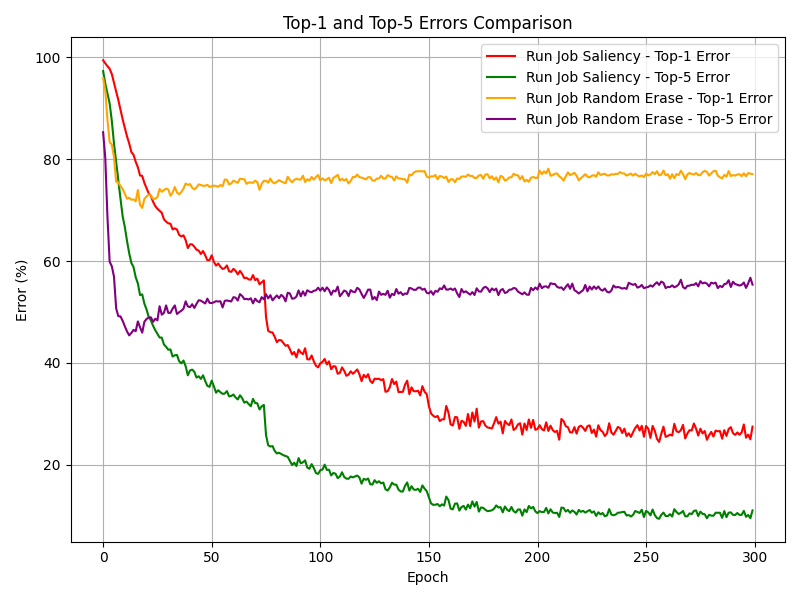 Top-1 and Top-5 Errors Comparison
Run Job Saliency - Top-1 Error
Run Job Saliency - Top-5 Error
Run Job Random Erase - Top-1 Error
Run Job Random Erase - Top-5 Error
Error (%)
100
80
60
40
20
0 50 100 150 200 250 300
Epoch